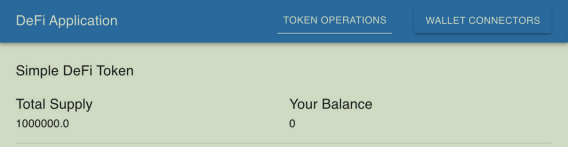 DeFi Application
TOKEN OPERATIONS
WALLET CONNECTORS
Simple DeFi Token
Total Supply
1000000.0
Your Balance
0